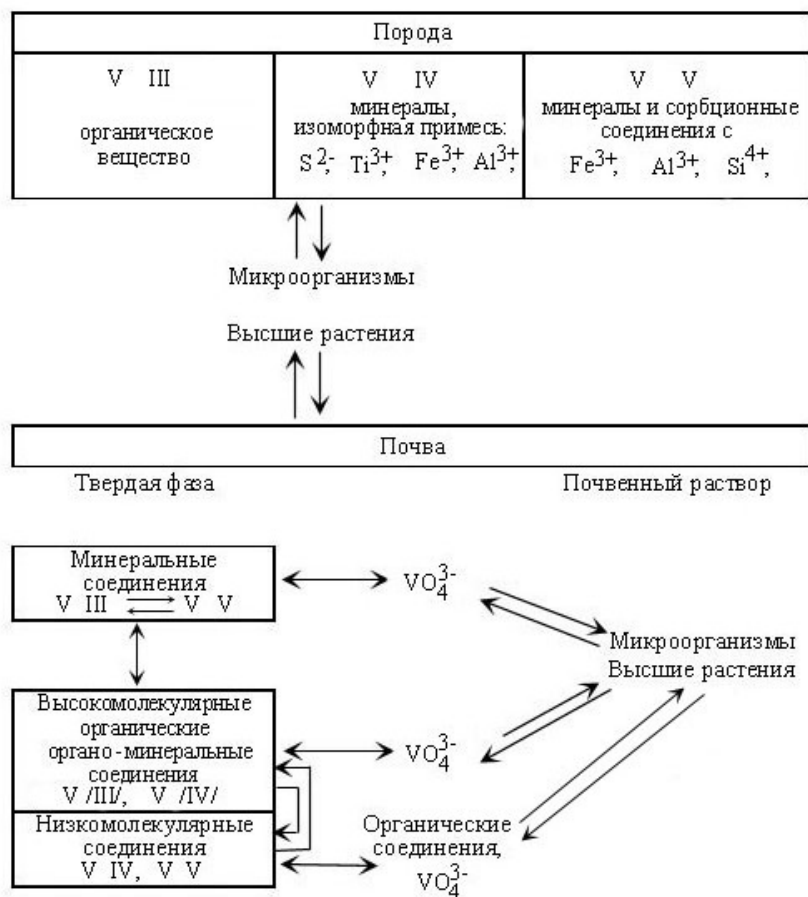 Порода
V III
органическое
вещество
V IV
минералы,
изоморфная примесь:
S²⁻, Ti³⁺, Fe³⁺, Al³⁺,
V V
минералы и сорбционные
соединения с
Fe³⁺, Al³⁺, Si⁴⁺,
Микроорганизмы
Высшие растения
Почва
Твердая фаза
Почвенный раствор
Минеральные
соединения
V III ⇄ V V
VO₄³⁻
Микроорганизмы
Высшие растения
Высокомолекулярные
органические
органо-минеральные
соединения
V /III/, V /IV/
VO₄³⁻
Низкомолекулярные
соединения
V IV, V V
Органические
соединения,
VO₄³⁻